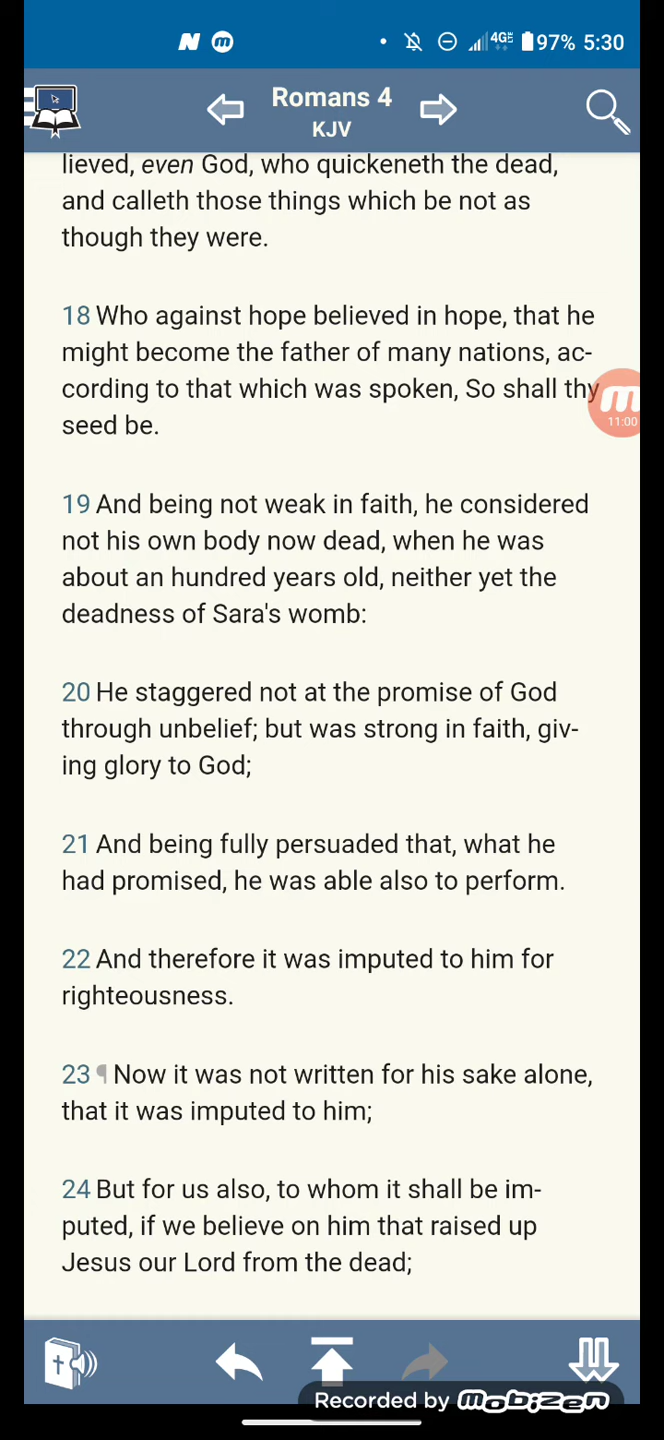 97% 5:30
Romans 4
KJV
lieved, even God, who quickeneth the dead,
and calleth those things which be not as
though they were.
18 Who against hope believed in hope, that he
might become the father of many nations, ac-
cording to that which was spoken, So shall thy
seed be.
11:00
19 And being not weak in faith, he considered
not his own body now dead, when he was
about an hundred years old, neither yet the
deadness of Sara's womb:
20 He staggered not at the promise of God
through unbelief; but was strong in faith, giv-
ing glory to God;
21 And being fully persuaded that, what he
had promised, he was able also to perform.
22 And therefore it was imputed to him for
righteousness.
23 ¶ Now it was not written for his sake alone,
that it was imputed to him;
24 But for us also, to whom it shall be im-
puted, if we believe on him that raised up
Jesus our Lord from the dead;
Recorded by Mobizen